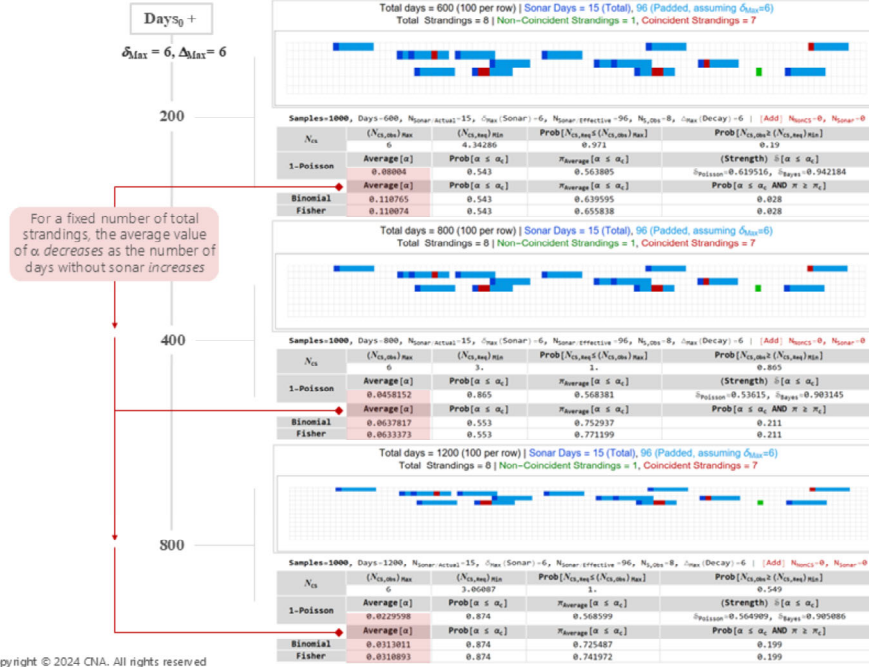 Days₀ +
δMax = 6, ΔMax= 6
200
400
800
For a fixed number of total
strandings, the average value
of α decreases as the number of
days without sonar increases
Total days = 600 (100 per row) | Sonar Days = 15 (Total), 96 (Padded, assuming δMax=6)
Total Strandings = 8 | Non-Coincident Strandings = 1, Coincident Strandings = 7
Samples=1000, Days=600, NSonar:Actual=15, δMax(Sonar)=6, NSonar:Effective=96, NS,Obs=8, ΔMax(Decay)=6 | [Add] NNonCS=0, NSonar=0
NCS (NCS,Obs)Max (NCS,Req)Min Prob[NCS,Req≤(NCS,Obs)Max] Prob[NCS,Obs≥(NCS,Req)Min]
6 4.34286 0.971 0.19
1-Poisson Average[α] Prob[α ≤ αc] πAverage[α ≤ αc] (Strength) δ[α ≤ αc]
0.08004 0.543 0.563805 δPoisson=0.619516, δBayes=0.942184
Average[α] Prob[α ≤ αc] πAverage[α ≤ αc] Prob[α ≤ αc AND π ≥ πc]
Binomial 0.110765 0.543 0.639595 0.028
Fisher 0.110074 0.543 0.655838 0.028
Total days = 800 (100 per row) | Sonar Days = 15 (Total), 96 (Padded, assuming δMax=6)
Total Strandings = 8 | Non-Coincident Strandings = 1, Coincident Strandings = 7
Samples=1000, Days=800, NSonar:Actual=15, δMax(Sonar)=6, NSonar:Effective=96, NS,Obs=8, ΔMax(Decay)=6 | [Add] NNonCS=0, NSonar=0
NCS (NCS,Obs)Max (NCS,Req)Min Prob[NCS,Req≤(NCS,Obs)Max] Prob[NCS,Obs≥(NCS,Req)Min]
6 3. 1. 0.865
1-Poisson Average[α] Prob[α ≤ αc] πAverage[α ≤ αc] (Strength) δ[α ≤ αc]
0.0458152 0.865 0.568381 δPoisson=0.53615, δBayes=0.903145
Average[α] Prob[α ≤ αc] πAverage[α ≤ αc] Prob[α ≤ αc AND π ≥ πc]
Binomial 0.0637817 0.553 0.752937 0.211
Fisher 0.0633373 0.553 0.771199 0.211
Total days = 1200 (100 per row) | Sonar Days = 15 (Total), 96 (Padded, assuming δMax=6)
Total Strandings = 8 | Non-Coincident Strandings = 1, Coincident Strandings = 7
Samples=1000, Days=1200, NSonar:Actual=15, δMax(Sonar)=6, NSonar:Effective=96, NS,Obs=8, ΔMax(Decay)=6 | [Add] NNonCS=0, NSonar=0
NCS (NCS,Obs)Max (NCS,Req)Min Prob[NCS,Req≤(NCS,Obs)Max] Prob[NCS,Obs≥(NCS,Req)Min]
6 3.06087 1. 0.549
1-Poisson Average[α] Prob[α ≤ αc] πAverage[α ≤ αc] (Strength) δ[α ≤ αc]
0.0229598 0.874 0.568599 δPoisson=0.564909, δBayes=0.905086
Average[α] Prob[α ≤ αc] πAverage[α ≤ αc] Prob[α ≤ αc AND π ≥ πc]
Binomial 0.0313011 0.874 0.725487 0.199
Fisher 0.0310893 0.874 0.741972 0.199
pyright © 2024 CNA. All rights reserved